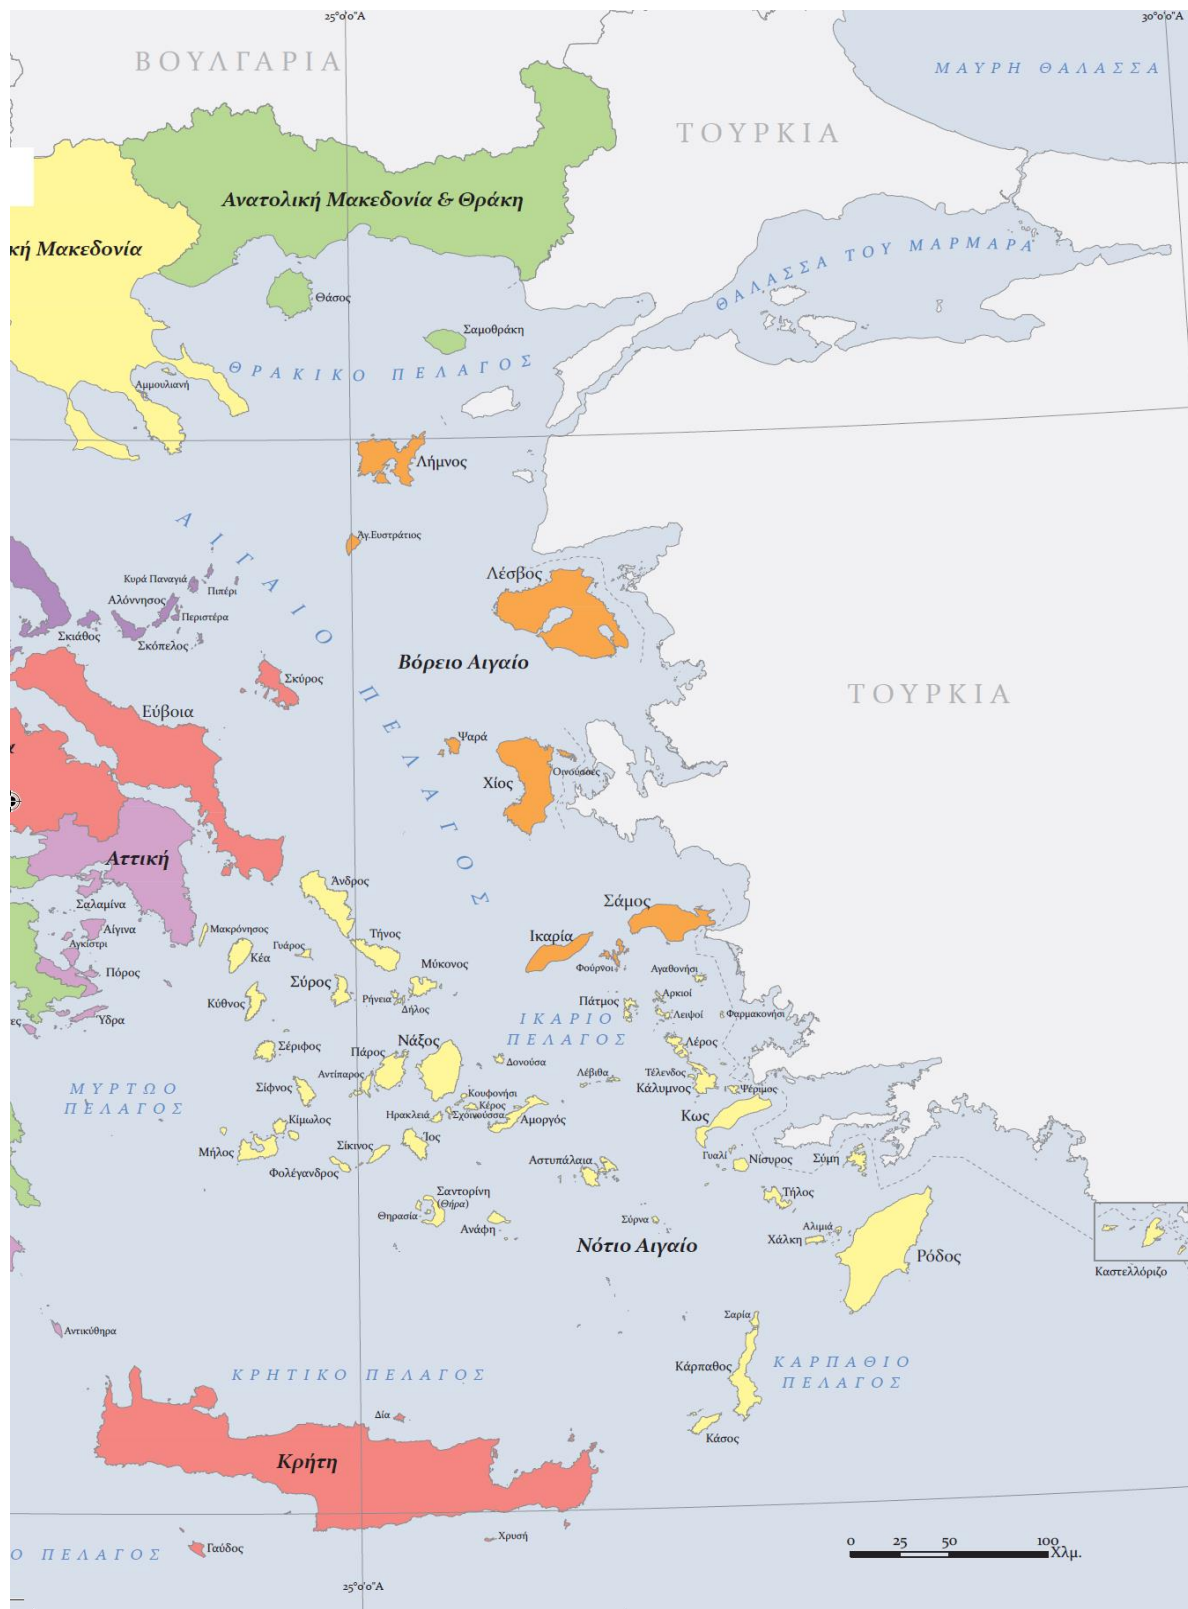 25°0'0"Α
30°0'0"Α
ΒΟΥΛΓΑΡΙΑ
ΜΑΥΡΗ ΘΑΛΑΣΣΑ
ΤΟΥΡΚΙΑ
Ανατολική Μακεδονία & Θράκη
κή Μακεδονία
ΘΑΛΑΣΣΑ ΤΟΥ ΜΑΡΜΑΡΑ
Θάσος
Σαμοθράκη
ΘΡΑΚΙΚΟ ΠΕΛΑΓΟΣ
Αμμουλιανή
Λήμνος
ΑΙΓΑΙΟ ΠΕΛΑΓΟΣ
Άγ.Ευστράτιος
Λέσβος
Κυρά Παναγιά
Πιπέρι
Αλόννησος
Περιστέρα
Σκιάθος
Σκόπελος
Βόρειο Αιγαίο
Σκύρος
ΤΟΥΡΚΙΑ
Εύβοια
α
Ψαρά
Οινούσσες
Χίος
Αττική
Άνδρος
Σαλαμίνα
Σάμος
Αίγινα
Μακρόνησος
Τήνος
Ικαρία
Αγκίστρι
Γυάρος
Κέα
Μύκονος
Φούρνοι
Αγαθονήσι
Πόρος
Σύρος
Ρήνεια
Δήλος
Αρκιοί
Κύθνος
Πάτμος
Λειψοί
Φαρμακονήσι
Ύδρα
ες
ΙΚΑΡΙΟ
ΠΕΛΑΓΟΣ
Σέριφος
Πάρος
Νάξος
Λέρος
Δονούσα
Αντίπαρος
Λέβιθα
Τέλενδος
ΜΥΡΤΩΟ
ΠΕΛΑΓΟΣ
Σίφνος
Κουφονήσι
Κάλυμνος
Ψέριμος
Κέρος
Ηρακλειά
Σχοινούσσα
Κως
Κίμωλος
Αμοργός
Ίος
Μήλος
Σίκινος
Φολέγανδρος
Αστυπάλαια
Γυαλί
Νίσυρος
Σύμη
Σαντορίνη
(Θήρα)
Τήλος
Θηρασία
Ανάφη
Σύρνα
Αλιμιά
Χάλκη
Νότιο Αιγαίο
Ρόδος
Καστελλόριζο
Σαρία
Αντικύθηρα
Κάρπαθος
ΚΑΡΠΑΘΙΟ
ΠΕΛΑΓΟΣ
ΚΡΗΤΙΚΟ ΠΕΛΑΓΟΣ
Δία
Κάσος
Κρήτη
Χρυσή
Γαύδος
Ο ΠΕΛΑΓΟΣ
0 25 50 100
Χλμ.
25°0'0"Α